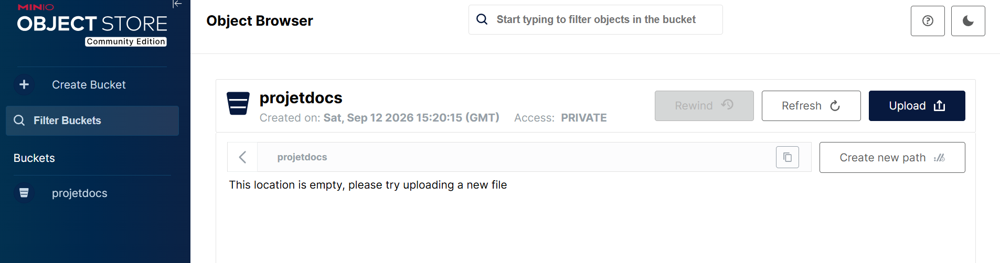 MINIO
OBJECT STORE
Community Edition
Create Bucket
Filter Buckets
Buckets
projetdocs
Object Browser
Start typing to filter objects in the bucket
projetdocs
Created on: Sat, Sep 12 2026 15:20:15 (GMT) Access: PRIVATE
Rewind
Refresh
Upload
projetdocs
Create new path
This location is empty, please try uploading a new file